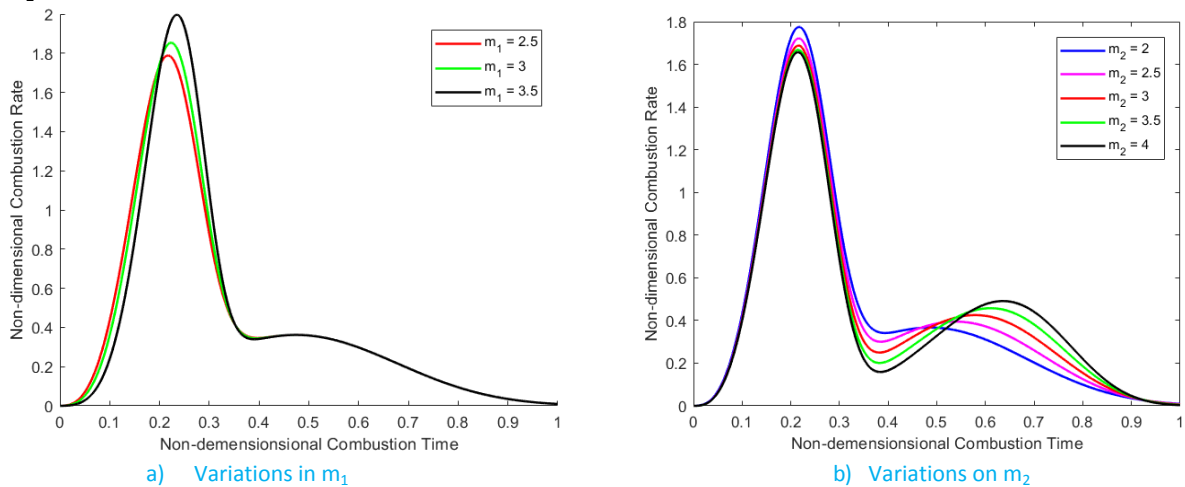 2
1.8
1.6
1.4
1.2
1
0.8
0.6
0.4
0.2
0
Non-dimensional Combustion Rate
m1 = 2.5
m1 = 3
m1 = 3.5
0 0.1 0.2 0.3 0.4 0.5 0.6 0.7 0.8 0.9 1
Non-demensionsional Combustion Time
a) Variations in m1
1.8
1.6
1.4
1.2
1
0.8
0.6
0.4
0.2
0
Non-dimensional Combustion Rate
m2 = 2
m2 = 2.5
m2 = 3
m2 = 3.5
m2 = 4
0 0.1 0.2 0.3 0.4 0.5 0.6 0.7 0.8 0.9 1
Non-demensionsional Combustion Time
b) Variations on m2